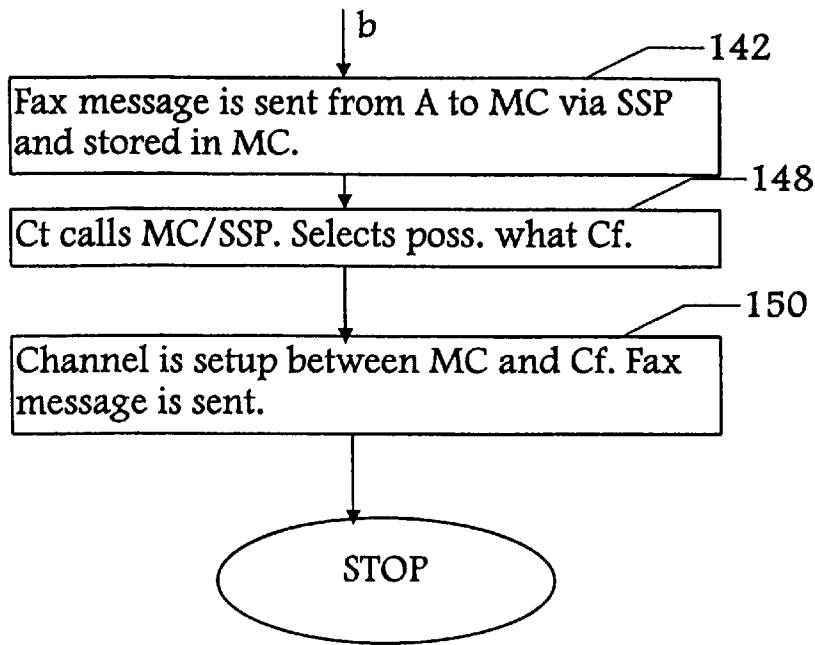 b
142
Fax message is sent from A to MC via SSP
and stored in MC.
148
Ct calls MC/SSP. Selects poss. what Cf.
150
Channel is setup between MC and Cf. Fax
message is sent.
STOP